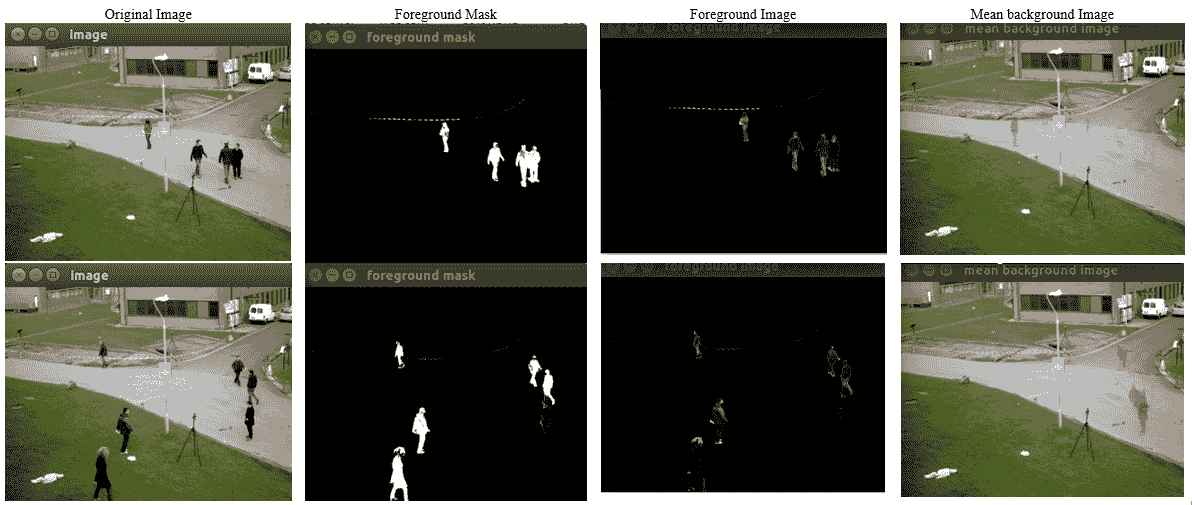 Original Image
Foreground Mask
Foreground Image
Mean background Image
image
foreground mask
foreground image
mean background image
image
foreground mask
foreground image
mean background image